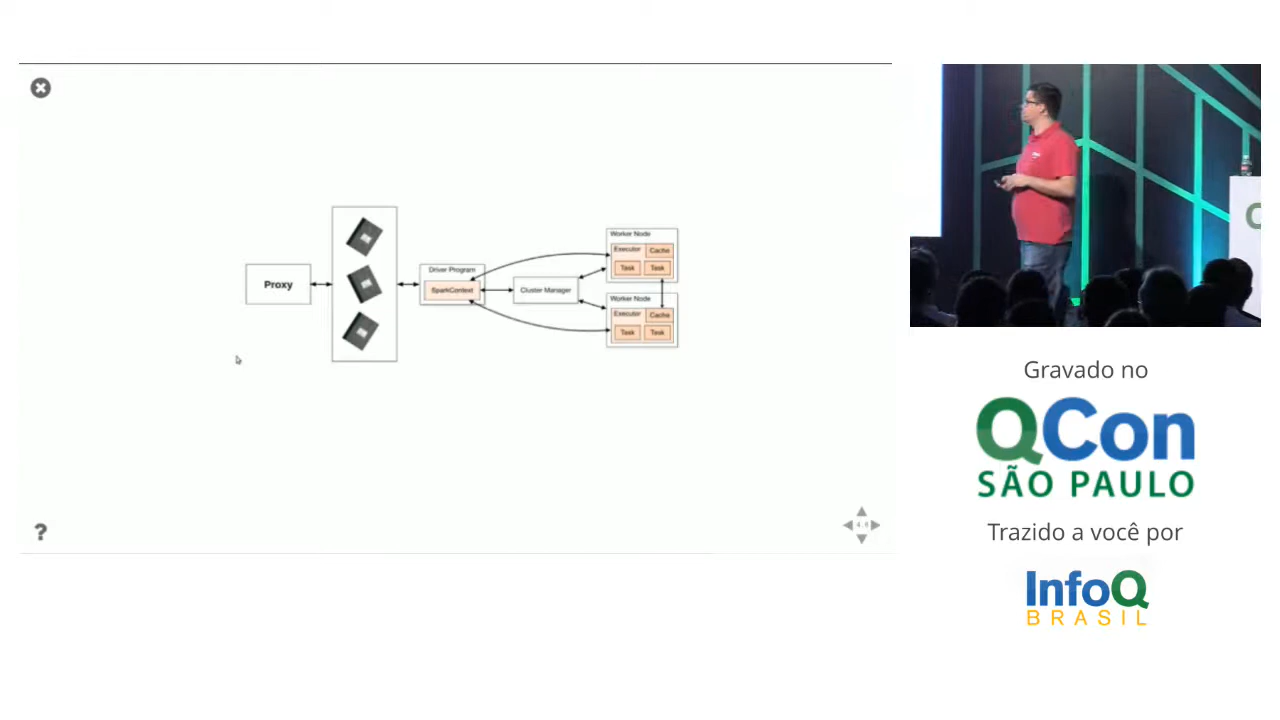 Proxy
Driver Program
SparkContext
Cluster Manager
Worker Node
Executor
Cache
Task
Task
Worker Node
Executor
Cache
Task
Task
?
Gravado no
QCon
SÃO PAULO
Trazido a você por
InfoQ
BRASIL